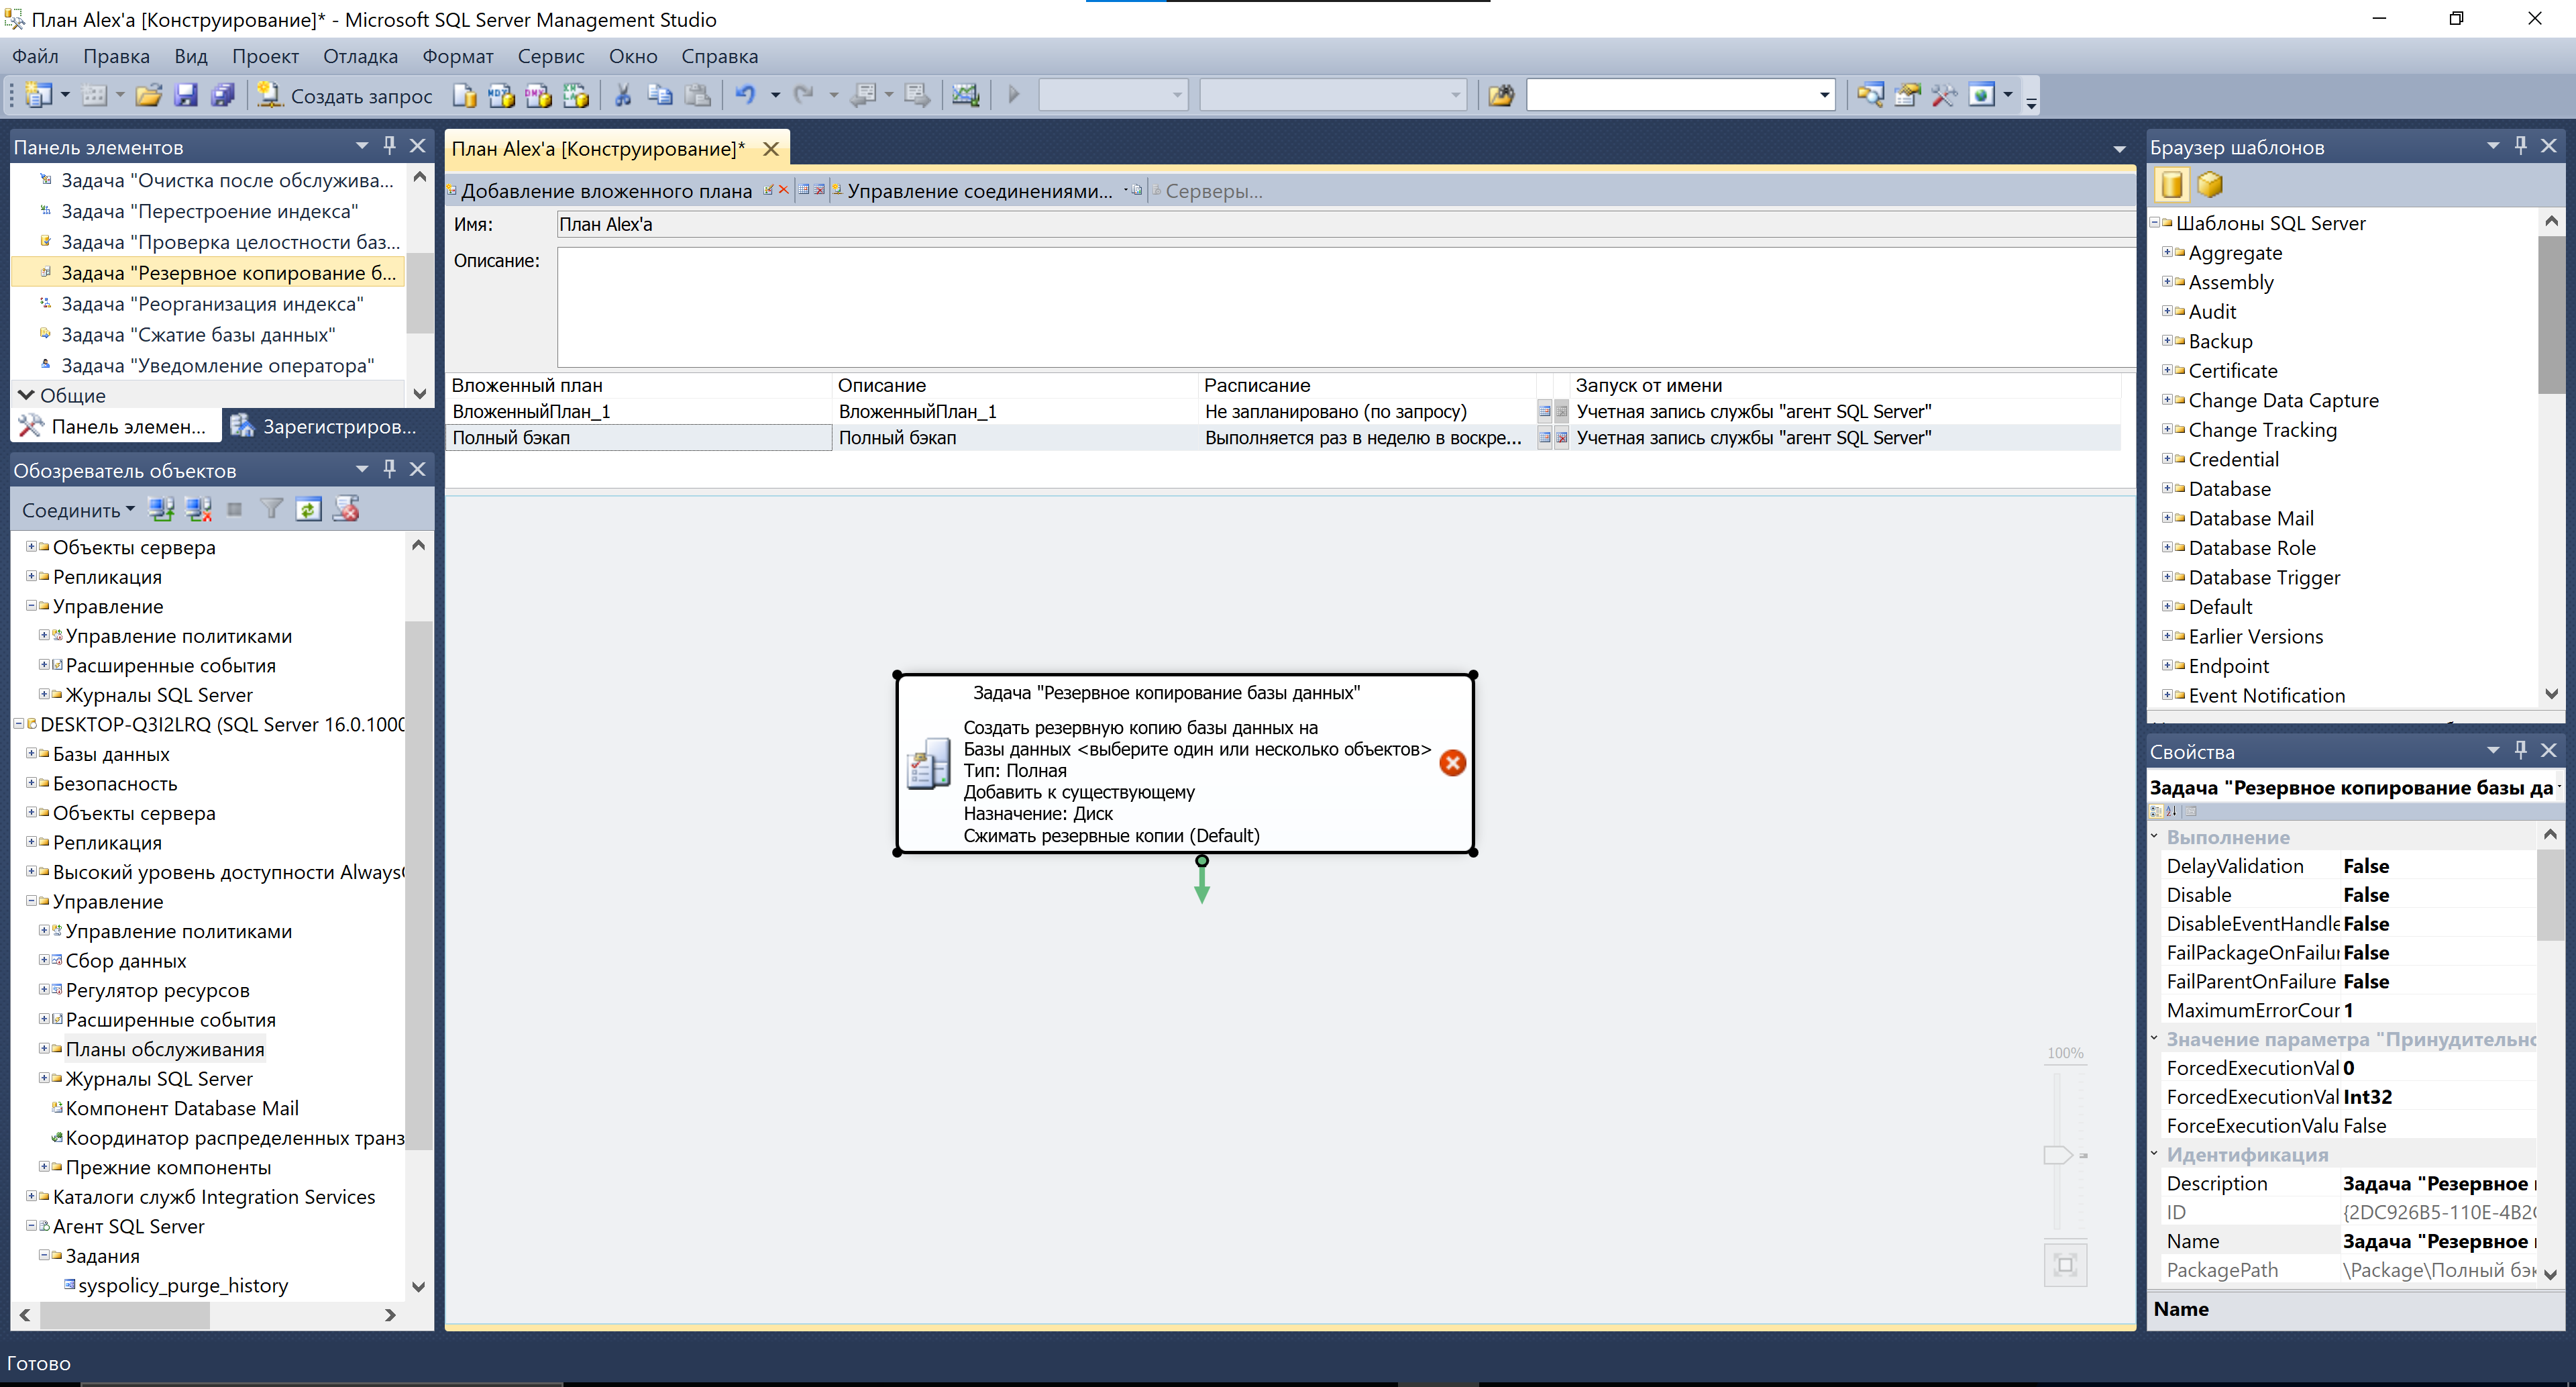 План Alex'а [Конструирование]* - Microsoft SQL Server Management Studio
Файл Правка Вид Проект Отладка Формат Сервис Окно Справка
Создать запрос
Панель элементов
Задача "Очистка после обслужива...
Задача "Перестроение индекса"
Задача "Проверка целостности баз...
Задача "Резервное копирование б...
Задача "Реорганизация индекса"
Задача "Сжатие базы данных"
Задача "Уведомление оператора"
Общие
Панель элемен...
Зарегистриров...
Обозреватель объектов
Соединить
Объекты сервера
Репликация
Управление
Управление политиками
Расширенные события
Журналы SQL Server
DESKTOP-Q3I2LRQ (SQL Server 16.0.1000
Базы данных
Безопасность
Объекты сервера
Репликация
Высокий уровень доступности Always
Управление
Управление политиками
Сбор данных
Регулятор ресурсов
Расширенные события
Планы обслуживания
Журналы SQL Server
Компонент Database Mail
Координатор распределенных транз
Прежние компоненты
Каталоги служб Integration Services
Агент SQL Server
Задания
syspolicy_purge_history
План Alex'а [Конструирование]*
Добавление вложенного плана
Управление соединениями...
Серверы...
Имя:
План Alex'а
Описание:
Вложенный план Описание Расписание Запуск от имени
ВложенныйПлан_1 ВложенныйПлан_1 Не запланировано (по запросу) Учетная запись службы "агент SQL Server"
Полный бэкап Полный бэкап Выполняется раз в неделю в воскре... Учетная запись службы "агент SQL Server"
Задача "Резервное копирование базы данных"
Создать резервную копию базы данных на
Базы данных <выберите один или несколько объектов>
Тип: Полная
Добавить к существующему
Назначение: Диск
Сжимать резервные копии (Default)
100%
Браузер шаблонов
Шаблоны SQL Server
Aggregate
Assembly
Audit
Backup
Certificate
Change Data Capture
Change Tracking
Credential
Database
Database Mail
Database Role
Database Trigger
Default
Earlier Versions
Endpoint
Event Notification
Свойства
Задача "Резервное копирование базы да
Выполнение
DelayValidation False
Disable False
DisableEventHandle False
FailPackageOnFailur False
FailParentOnFailure False
MaximumErrorCour 1
Значение параметра "Принудительно
ForcedExecutionVal 0
ForcedExecutionVal Int32
ForceExecutionValu False
Идентификация
Description Задача "Резервное
ID {2DC926B5-110E-4B2
Name Задача "Резервное
PackagePath \Package\Полный бэк
Name
Готово